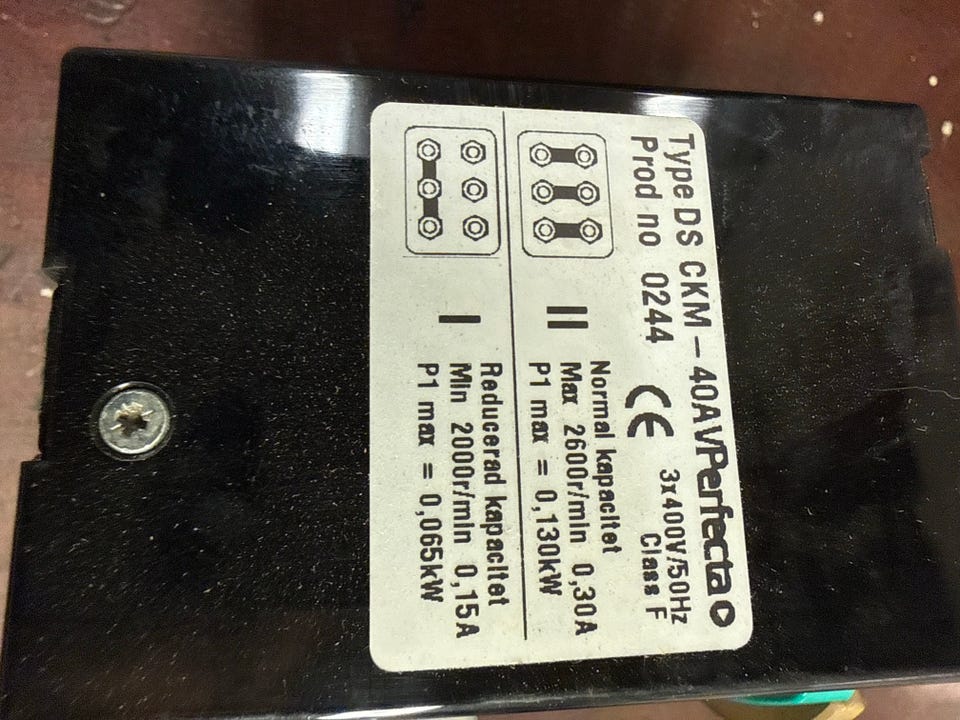 Type DS CKM-40A Perfecta
Prod no 0244 CE 3x400V/50Hz
Class F
II Normal kapacitet
Max 2600r/min 0,30A
P1 max = 0,130kW
I Reducerad kapacitet
Min 2000r/min 0,15A
P1 max = 0,065kW